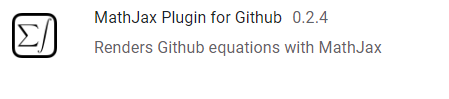 MathJax Plugin for Github 0.2.4
Σ∫
Renders Github equations with MathJax